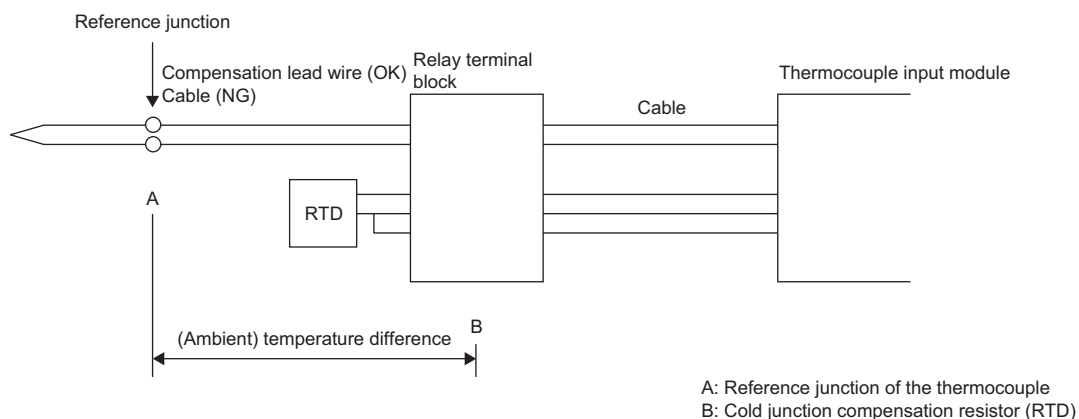 Reference junction
Compensation lead wire (OK)
Cable (NG)
Relay terminal
block
Thermocouple input module
Cable
A
RTD
(Ambient) temperature difference
B
A: Reference junction of the thermocouple
B: Cold junction compensation resistor (RTD)